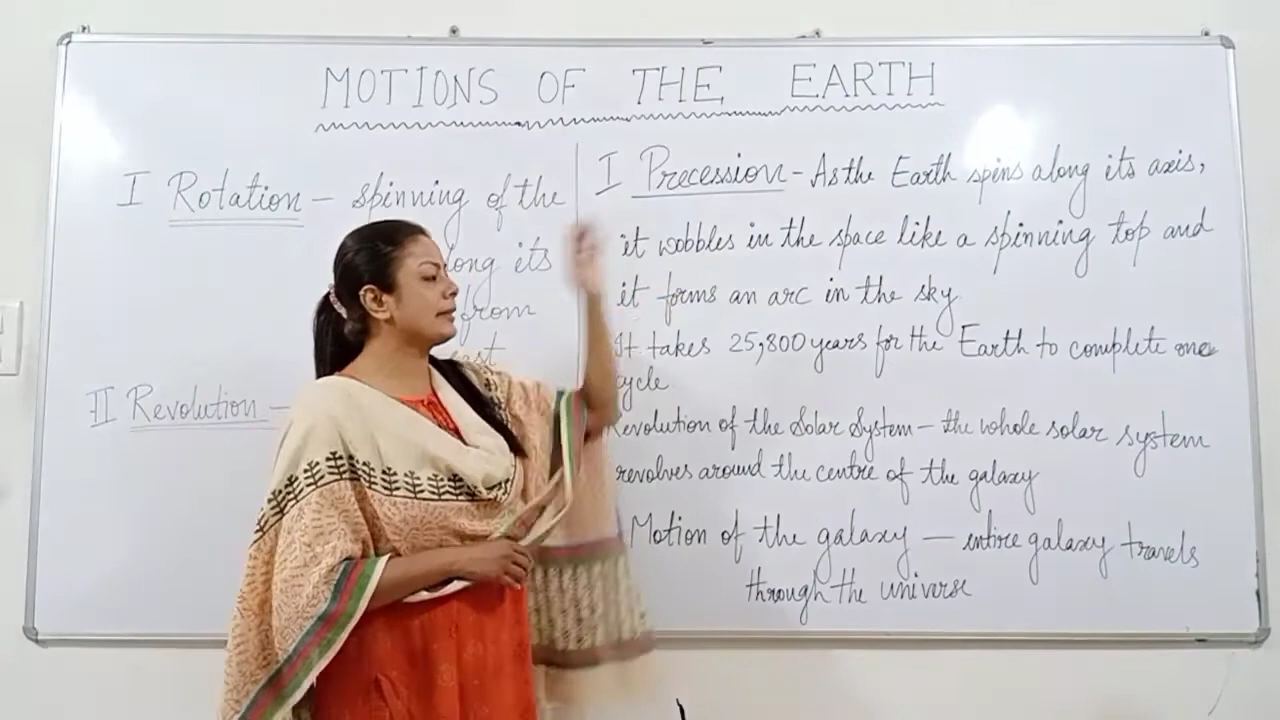 MOTIONS OF THE EARTH
I Rotation - spinning of the
along its
from
east
II Revolution -
I Precession - As the Earth spins along its axis,
it wobbles in the space like a spinning top and
it forms an arc in the sky
It takes 25,800 years for the Earth to complete one
cycle
Revolution of the Solar System - the whole solar system
revolves around the centre of the galaxy
Motion of the galaxy - entire galaxy travels
through the universe